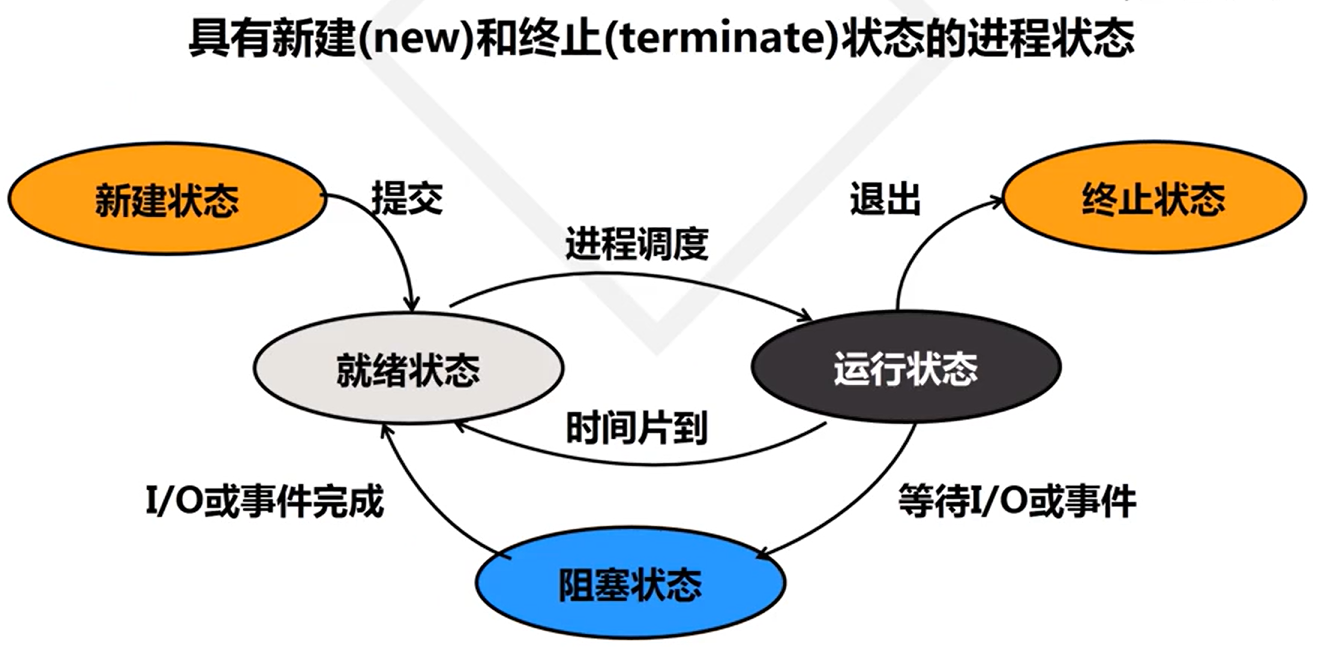 具有新建(new)和终止(terminate)状态的进程状态
新建状态
提交
退出
终止状态
进程调度
就绪状态
运行状态
时间片到
I/O或事件完成
等待I/O或事件
阻塞状态